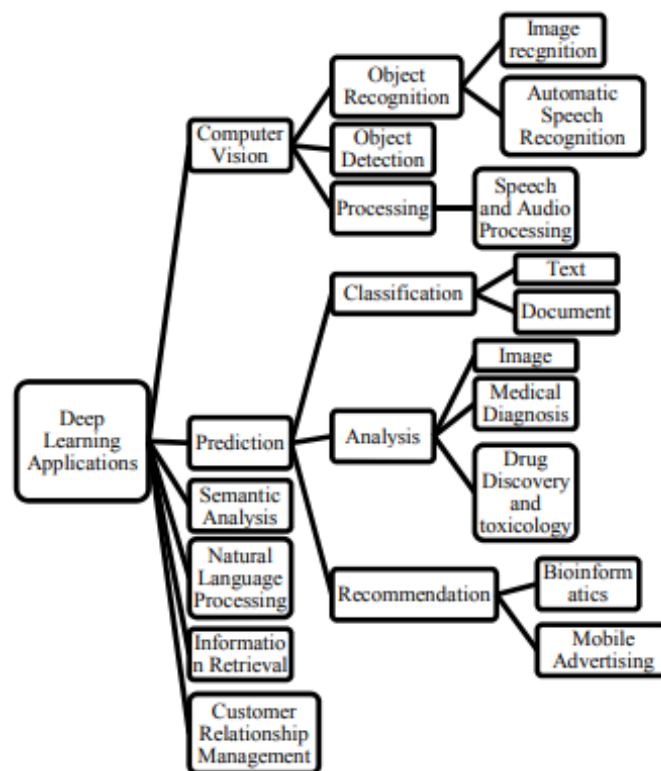 Image
recgnition
Object
Recognition
Automatic
Speech
Recognition
Computer
Vision
Object
Detection
Processing
Speech
and Audio
Processing
Classification
Text
Document
Image
Deep
Learning
Applications
Prediction
Analysis
Medical
Diagnosis
Drug
Discovery
and
toxicology
Semantic
Analysis
Natural
Language
Processing
Recommendation
Bioinform
atics
Mobile
Advertising
Informatio
n Retrieval
Customer
Relationship
Management